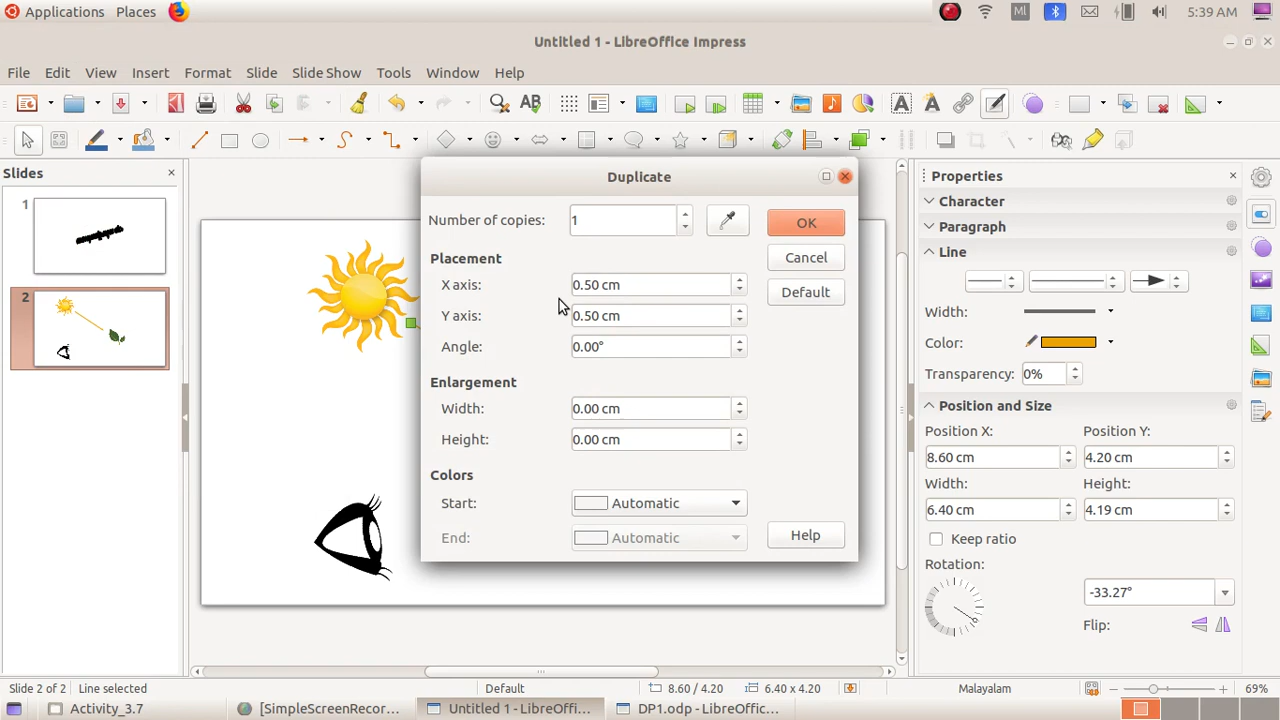 Applications Places Ml 5:39 AM
Untitled 1 - LibreOffice Impress
File Edit View Insert Format Slide Slide Show Tools Window Help
Slides
1
2
Duplicate
Number of copies: 1
OK
Placement
Cancel
X axis: 0.50 cm
Default
Y axis: 0.50 cm
Angle: 0.00°
Enlargement
Width: 0.00 cm
Height: 0.00 cm
Colors
Start: Automatic
End: Automatic
Help
Properties
Character
Paragraph
Line
Width:
Color:
Transparency: 0%
Position and Size
Position X: Position Y:
8.60 cm 4.20 cm
Width: Height:
6.40 cm 4.19 cm
Keep ratio
Rotation:
-33.27°
Flip:
Slide 2 of 2 Line selected Default 8.60 / 4.20 6.40 x 4.20 Malayalam 69%
Activity_3.7 [SimpleScreenRecor... Untitled 1 - LibreOffi... DP1.odp - LibreOffice...